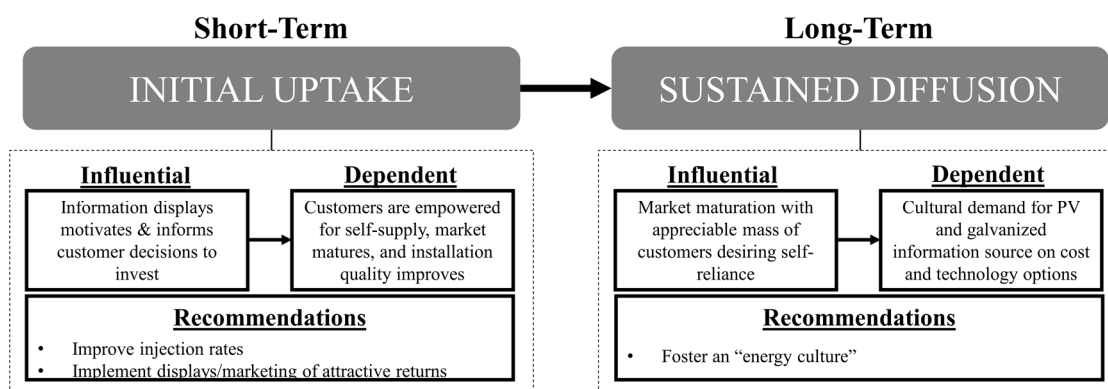 Short-Term
Long-Term
INITIAL UPTAKE
SUSTAINED DIFFUSION
Influential
Information displays
motivates & informs
customer decisions to
invest
Dependent
Customers are empowered
for self-supply, market
matures, and installation
quality improves
Recommendations
• Improve injection rates
• Implement displays/marketing of attractive returns
Influential
Market maturation with
appreciable mass of
customers desiring self-
reliance
Dependent
Cultural demand for PV
and galvanized
information source on cost
and technology options
Recommendations
• Foster an “energy culture”